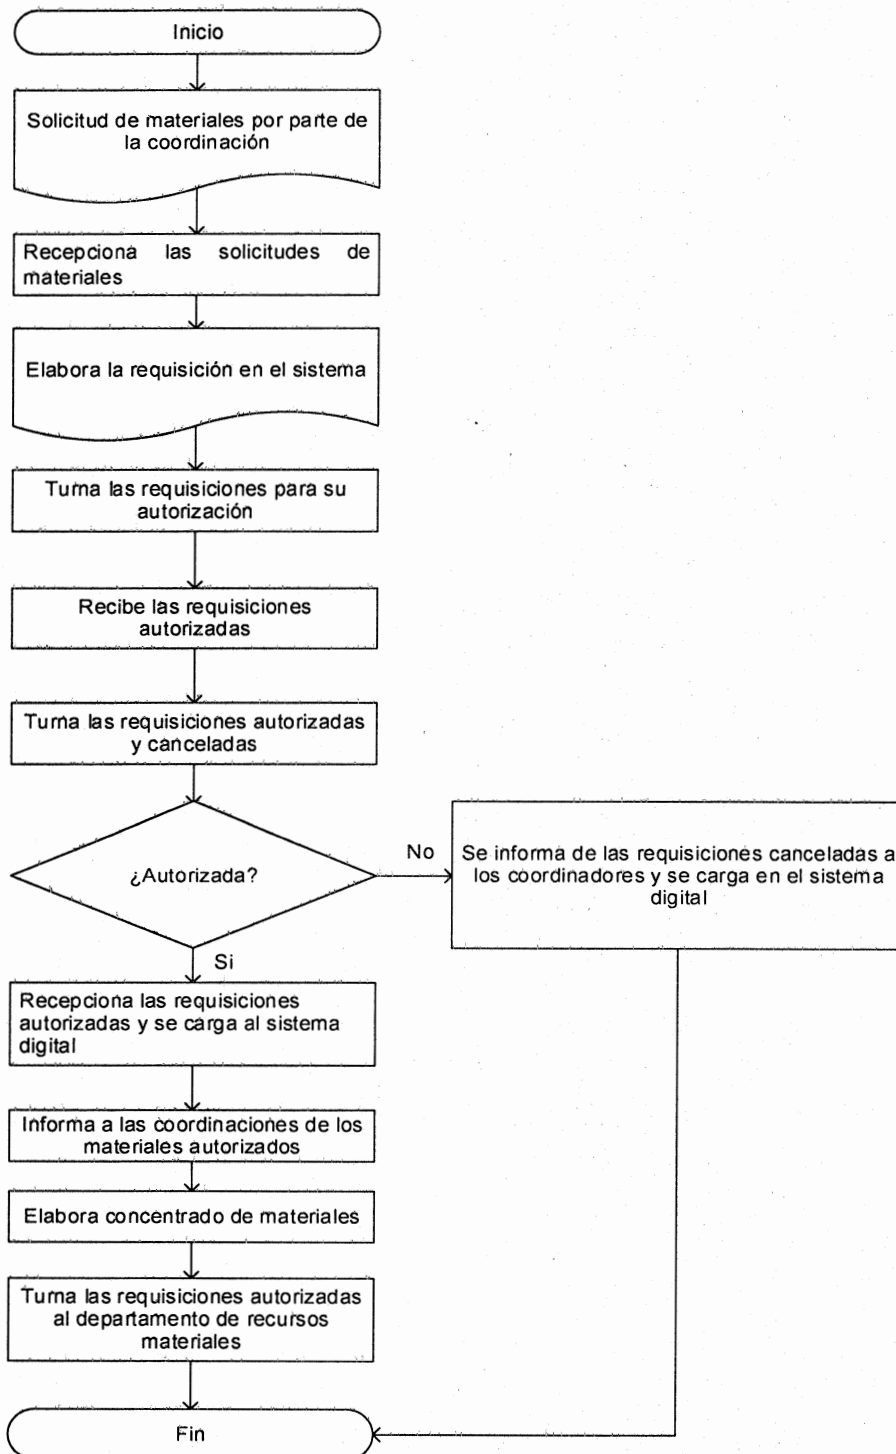 Inicio
Solicitud de materiales por parte de
la coordinación
Recepciona las solicitudes de
materiales
Elabora la requisición en el sistema
Turna las requisiciones para su
autorización
Recibe las requisiciones
autorizadas
Turna las requisiciones autorizadas
y canceladas
¿Autorizada?
No
Se informa de las requisiciones canceladas a
los coordinadores y se carga en el sistema
digital
Si
Recepciona las requisiciones
autorizadas y se carga al sistema
digital
Informa a las coordinaciones de los
materiales autorizados
Elabora concentrado de materiales
Turna las requisiciones autorizadas
al departamento de recursos
materiales
Fin